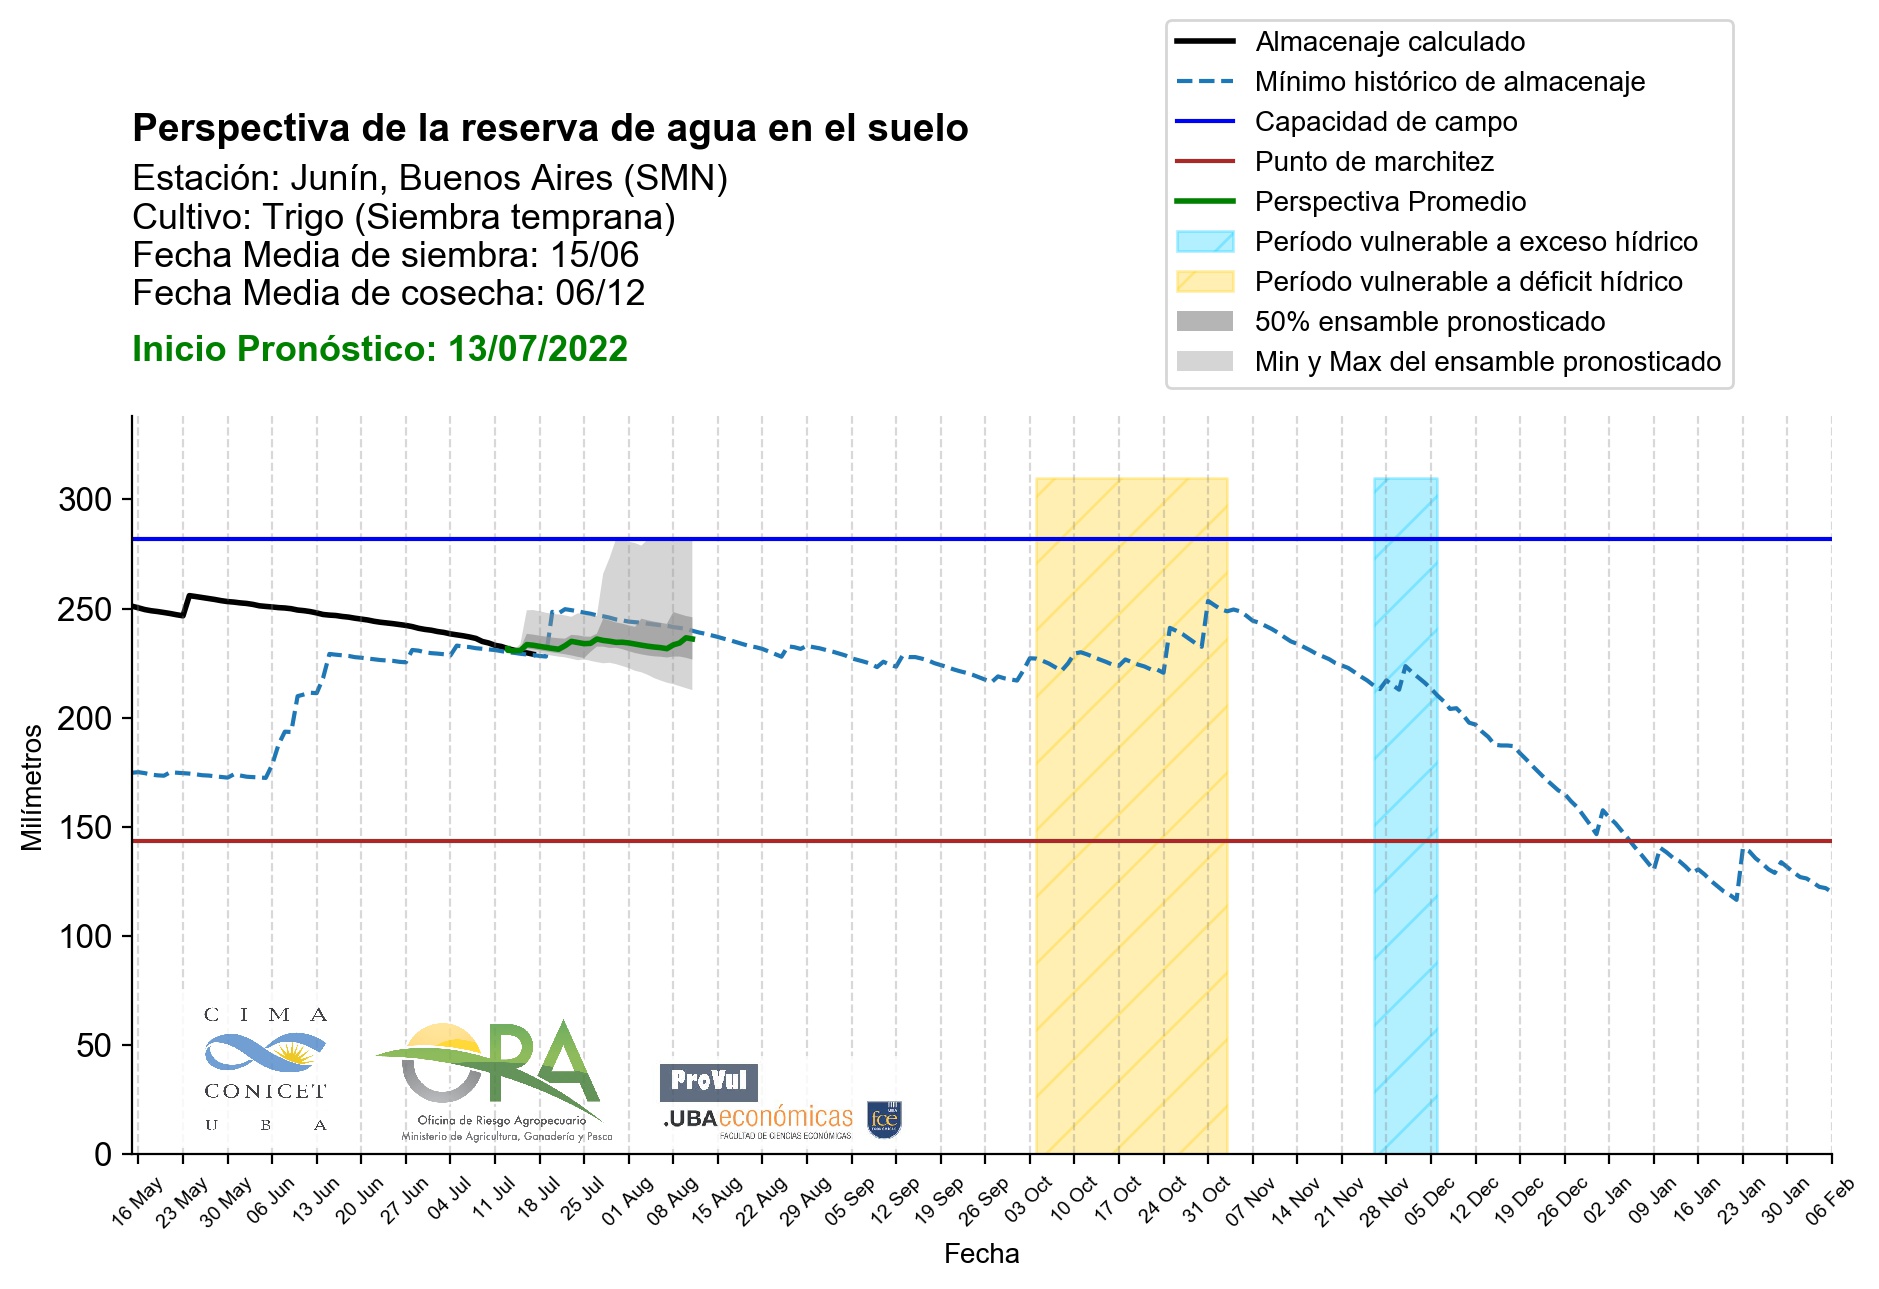 Almacenaje calculado
Mínimo histórico de almacenaje
Capacidad de campo
Punto de marchitez
Perspectiva Promedio
Período vulnerable a exceso hídrico
Período vulnerable a déficit hídrico
50% ensamble pronosticado
Min y Max del ensamble pronosticado
Perspectiva de la reserva de agua en el suelo
Estación: Junín, Buenos Aires (SMN)
Cultivo: Trigo (Siembra temprana)
Fecha Media de siembra: 15/06
Fecha Media de cosecha: 06/12
Inicio Pronóstico: 13/07/2022
Milímetros
300
250
200
150
100
50
0
CIMA
CONICET
UBA
ORA
Oficina de Riesgo Agropecuario
Ministerio de Agricultura, Ganadería y Pesca
ProVul
.UBAeconómicas
FACULTAD DE CIENCIAS ECONÓMICAS
fce
16 May
23 May
30 May
06 Jun
13 Jun
20 Jun
27 Jun
04 Jul
11 Jul
18 Jul
25 Jul
01 Aug
08 Aug
15 Aug
22 Aug
29 Aug
05 Sep
12 Sep
19 Sep
26 Sep
03 Oct
10 Oct
17 Oct
24 Oct
31 Oct
07 Nov
14 Nov
21 Nov
28 Nov
05 Dec
12 Dec
19 Dec
26 Dec
02 Jan
09 Jan
16 Jan
23 Jan
30 Jan
06 Feb
Fecha